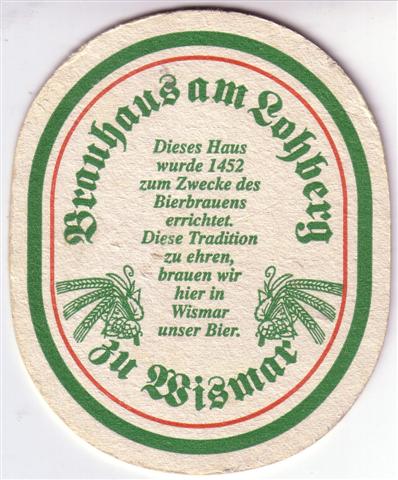 Brauhaus am Lohberg
Dieses Haus
wurde 1452
zum Zwecke des
Bierbrauens
errichtet.
Diese Tradition
zu ehren,
brauen wir
hier in
Wismar
unser Bier.
zu Wismar